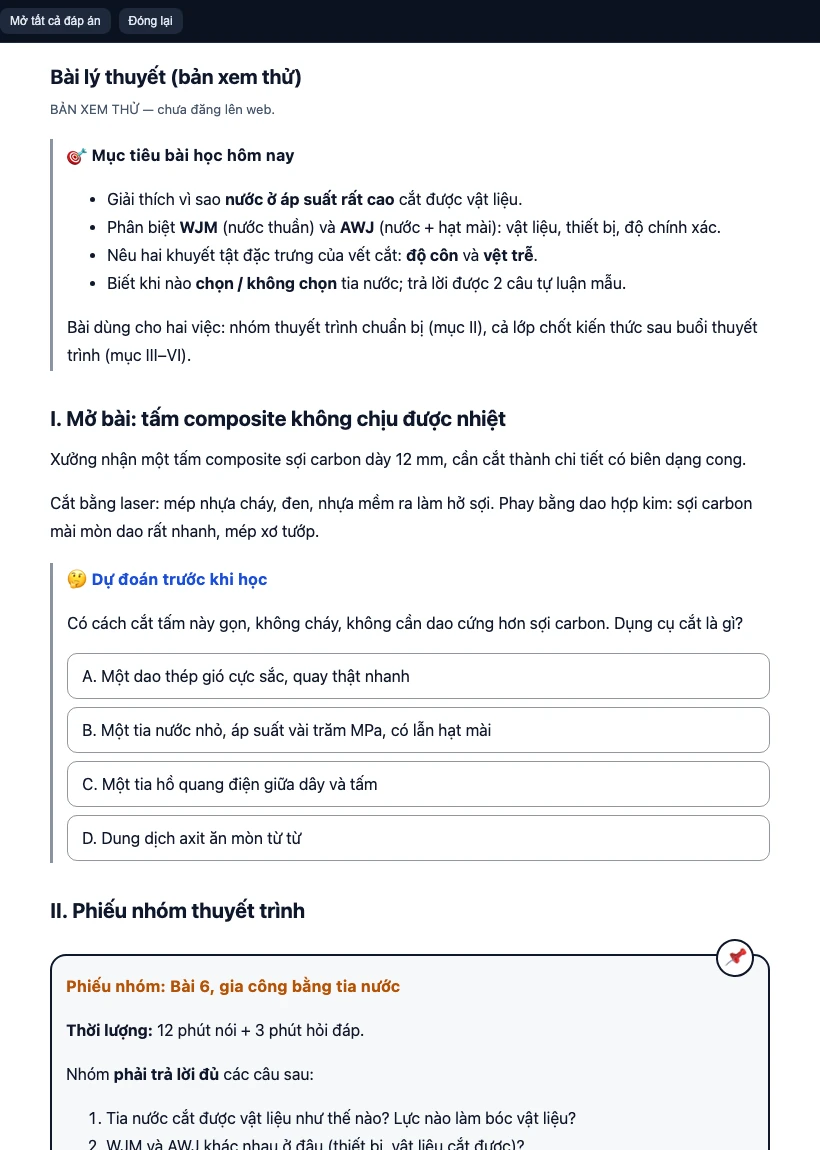 Mở tất cả đáp án Đóng lại
Bài lý thuyết (bản xem thử)
BẢN XEM THỬ — chưa đăng lên web.
🎯 Mục tiêu bài học hôm nay
• Giải thích vì sao nước ở áp suất rất cao cắt được vật liệu.
• Phân biệt WJM (nước thuần) và AWJ (nước + hạt mài): vật liệu, thiết bị, độ chính xác.
• Nêu hai khuyết tật đặc trưng của vết cắt: độ côn và vệt trễ.
• Biết khi nào chọn / không chọn tia nước; trả lời được 2 câu tự luận mẫu.
Bài dùng cho hai việc: nhóm thuyết trình chuẩn bị (mục II), cả lớp chốt kiến thức sau buổi thuyết
trình (mục III–VI).
I. Mở bài: tấm composite không chịu được nhiệt
Xưởng nhận một tấm composite sợi carbon dày 12 mm, cần cắt thành chi tiết có biên dạng cong.
Cắt bằng laser: mép nhựa cháy, đen, nhựa mềm ra làm hở sợi. Phay bằng dao hợp kim: sợi carbon
mài mòn dao rất nhanh, mép xơ tướp.
🤔 Dự đoán trước khi học
Có cách cắt tấm này gọn, không cháy, không cần dao cứng hơn sợi carbon. Dụng cụ cắt là gì?
A. Một dao thép gió cực sắc, quay thật nhanh
B. Một tia nước nhỏ, áp suất vài trăm MPa, có lẫn hạt mài
C. Một tia hồ quang điện giữa dây và tấm
D. Dung dịch axit ăn mòn từ từ
II. Phiếu nhóm thuyết trình
Phiếu nhóm: Bài 6, gia công bằng tia nước
Thời lượng: 12 phút nói + 3 phút hỏi đáp.
Nhóm phải trả lời đủ các câu sau:
1. Tia nước cắt được vật liệu như thế nào? Lực nào làm bóc vật liệu?
2. WJM và AWJ khác nhau ở đâu (thiết bị, vật liệu cắt được)?